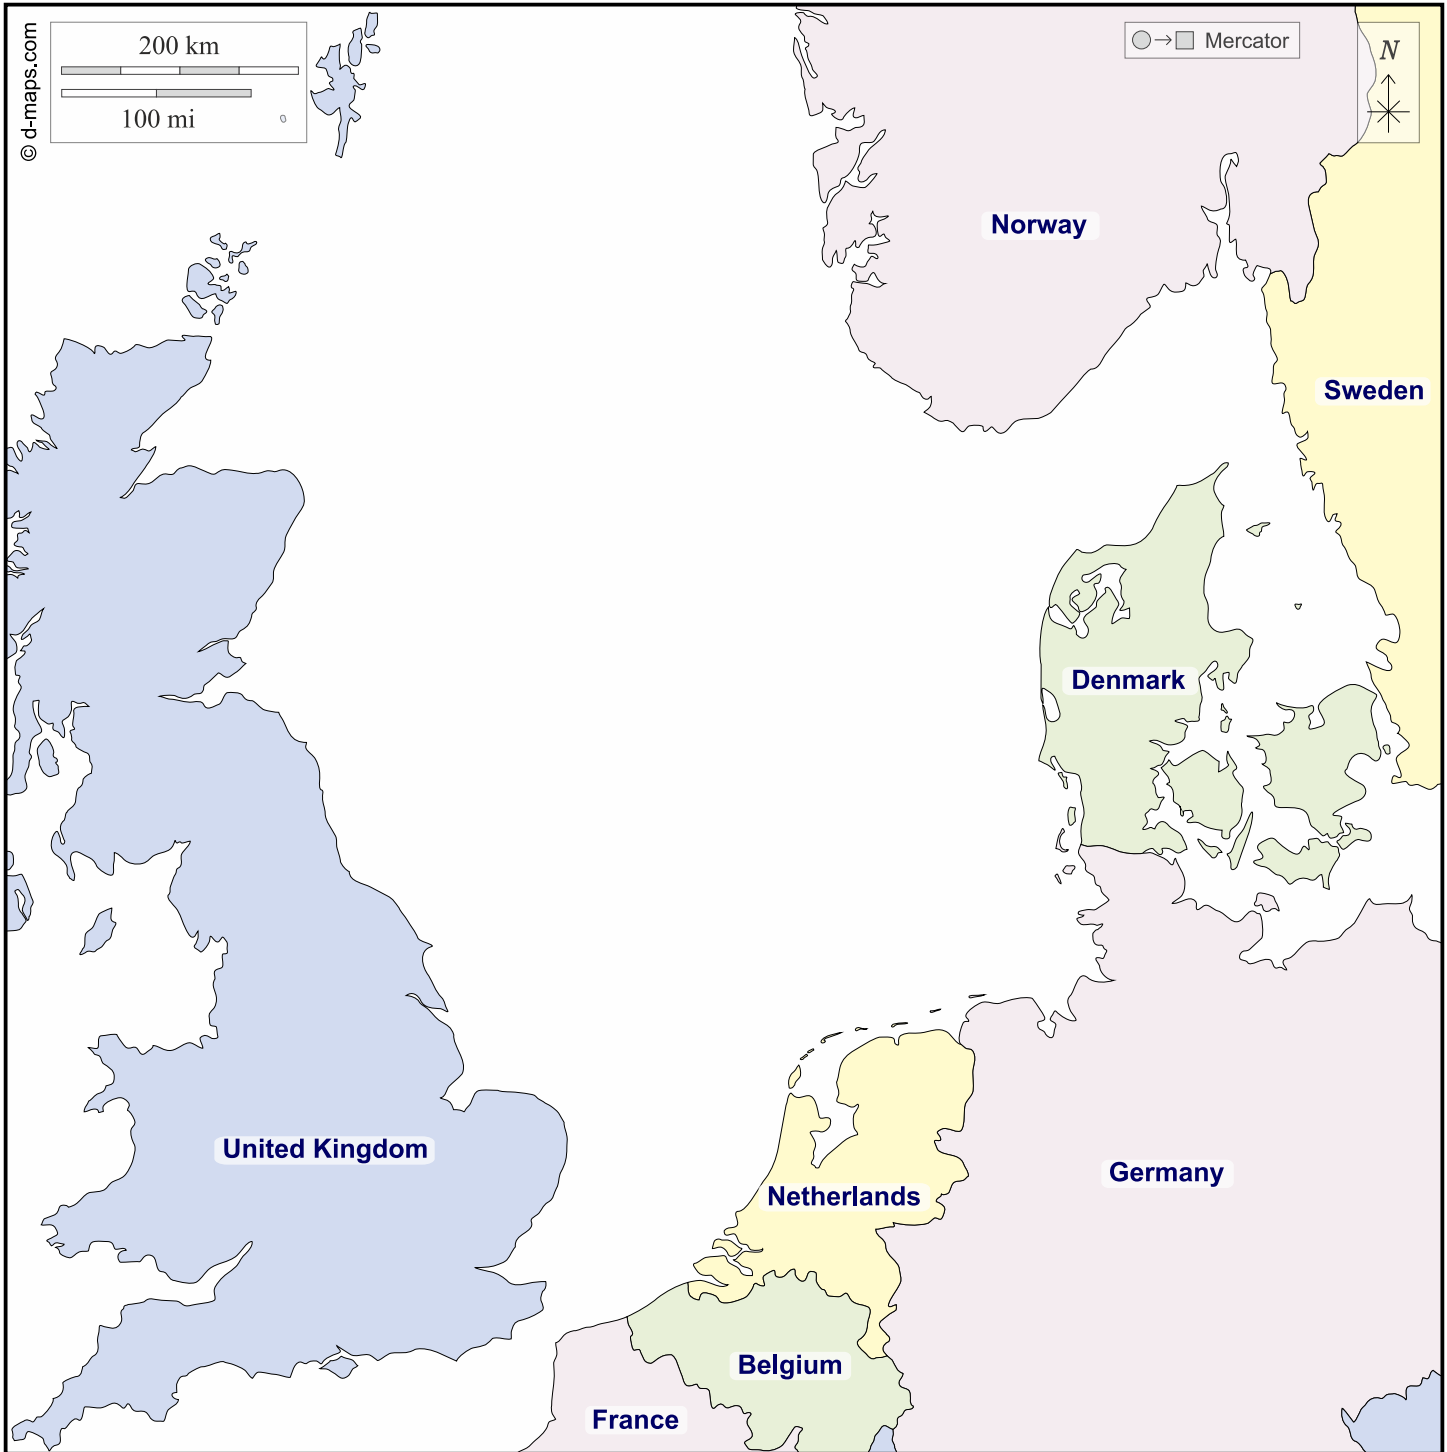 © d-maps.com
200 km
100 mi
Mercator
N
Norway
Sweden
Denmark
United Kingdom
Germany
Netherlands
Belgium
France